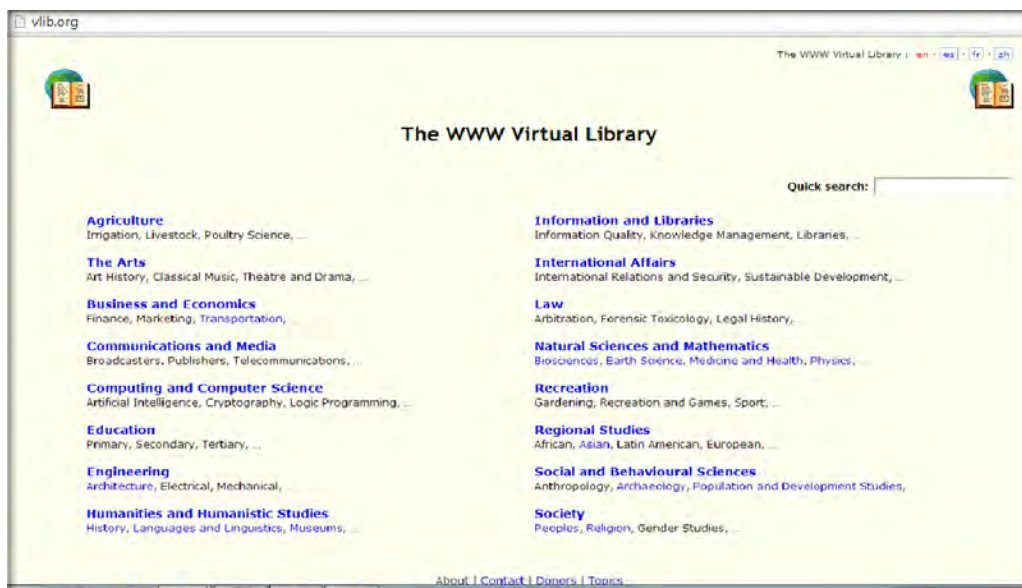 vlib.org
The WWW Virtual Library : en · es · fr · zh
The WWW Virtual Library
Quick search:
Agriculture
Irrigation, Livestock, Poultry Science, ...
The Arts
Art History, Classical Music, Theatre and Drama, ...
Business and Economics
Finance, Marketing, Transportation, ...
Communications and Media
Broadcasters, Publishers, Telecommunications, ...
Computing and Computer Science
Artificial Intelligence, Cryptography, Logic Programming, ...
Education
Primary, Secondary, Tertiary, ...
Engineering
Architecture, Electrical, Mechanical, ...
Humanities and Humanistic Studies
History, Languages and Linguistics, Museums, ...
Information and Libraries
Information Quality, Knowledge Management, Libraries, ...
International Affairs
International Relations and Security, Sustainable Development, ...
Law
Arbitration, Forensic Toxicology, Legal History, ...
Natural Sciences and Mathematics
Biosciences, Earth Science, Medicine and Health, Physics, ...
Recreation
Gardening, Recreation and Games, Sport, ...
Regional Studies
African, Asian, Latin American, European, ...
Social and Behavioural Sciences
Anthropology, Archaeology, Population and Development Studies,
Society
Peoples, Religion, Gender Studies, ...
About | Contact | Donors | Topics